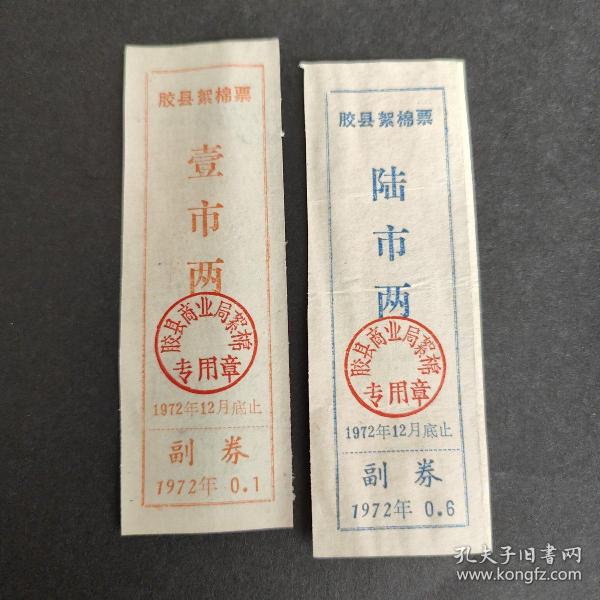 胶县絮棉票
壹
市
两
胶县商业局絮棉
专用章
1972年12月底止
副 券
1972年 0.1
胶县絮棉票
陆
市
两
胶县商业局絮棉
专用章
1972年12月底止
副 券
1972年 0.6
孔夫子旧书网
www.kongfz.com